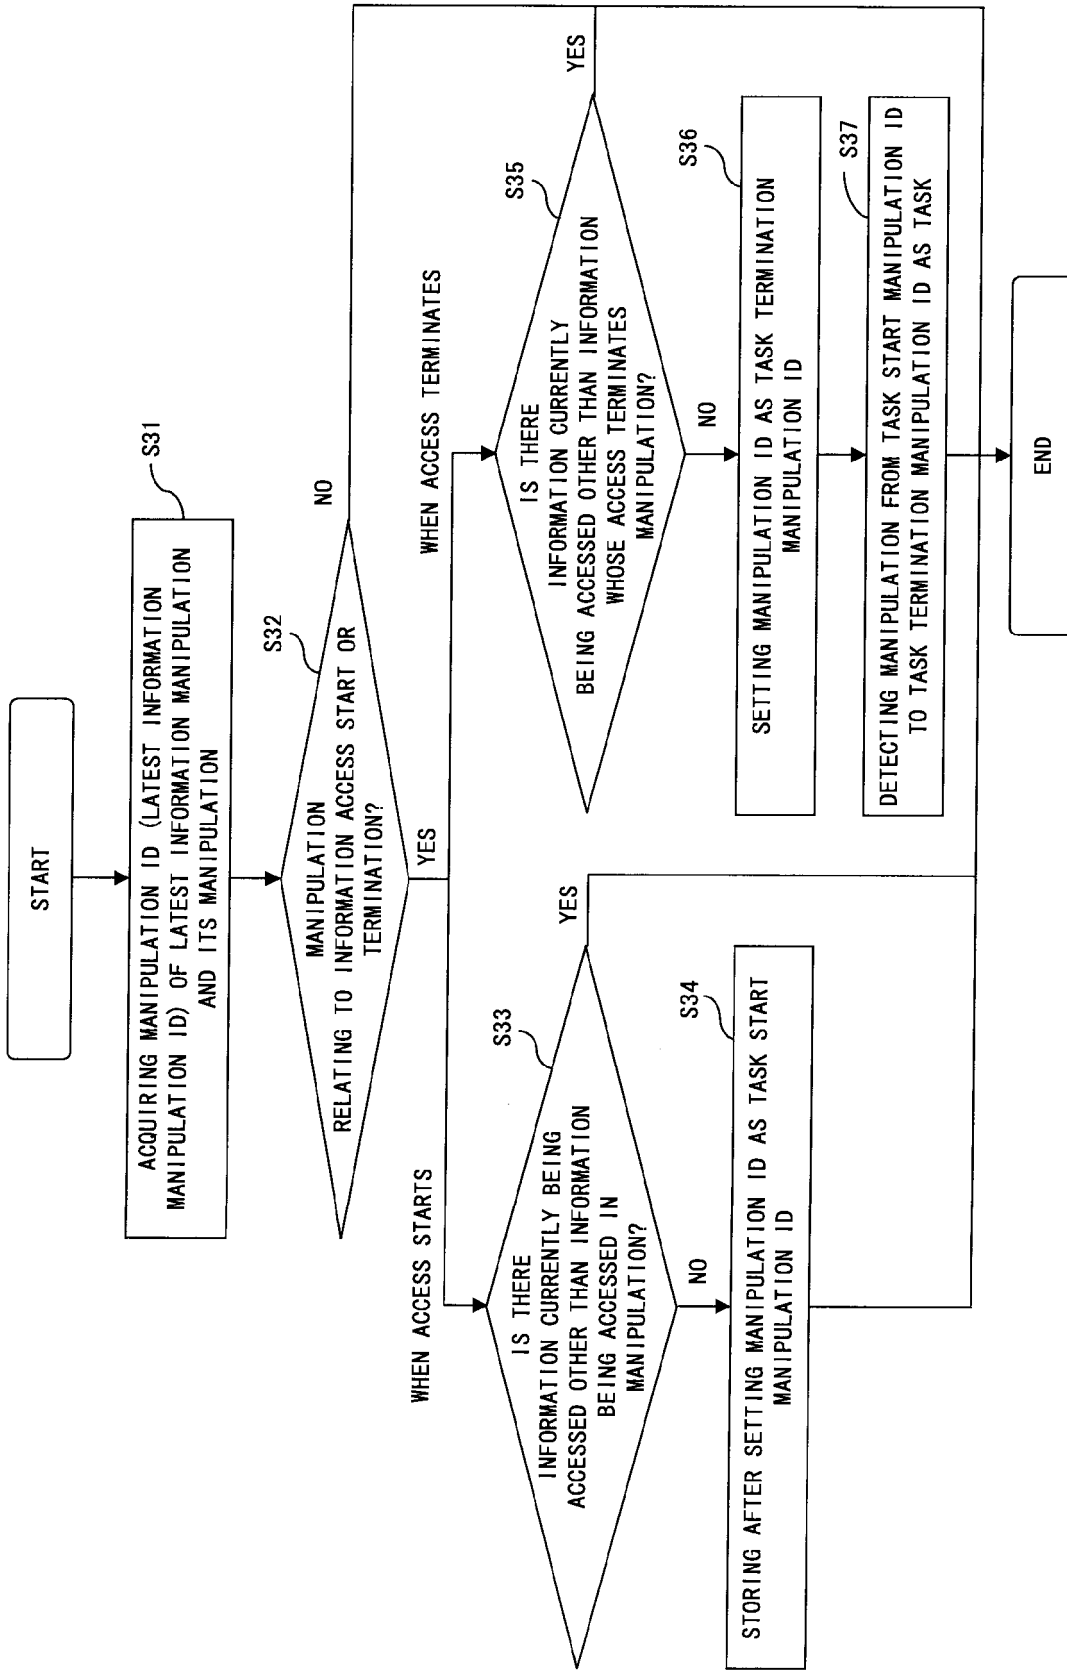 START
S31
ACQUIRING MANIPULATION ID (LATEST INFORMATION
MANIPULATION ID) OF LATEST INFORMATION MANIPULATION
AND ITS MANIPULATION
S32
MANIPULATION
RELATING TO INFORMATION ACCESS START OR
TERMINATION?
NO
YES
WHEN ACCESS STARTS
WHEN ACCESS TERMINATES
S33
IS THERE
INFORMATION CURRENTLY BEING
ACCESSED OTHER THAN INFORMATION
BEING ACCESSED IN
MANIPULATION?
YES
NO
S34
STORING AFTER SETTING MANIPULATION ID AS TASK START
MANIPULATION ID
S35
IS THERE
INFORMATION CURRENTLY
BEING ACCESSED OTHER THAN INFORMATION
WHOSE ACCESS TERMINATES
MANIPULATION?
YES
NO
S36
SETTING MANIPULATION ID AS TASK TERMINATION
MANIPULATION ID
S37
DETECTING MANIPULATION FROM TASK START MANIPULATION ID
TO TASK TERMINATION MANIPULATION ID AS TASK
END